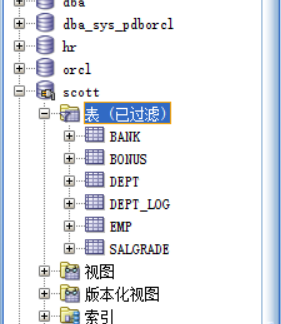 dba
dba_sys_pdborcl
hr
orcl
scott
表 (已过滤)
BANK
BONUS
DEPT
DEPT_LOG
EMP
SALGRADE
视图
版本化视图
索引